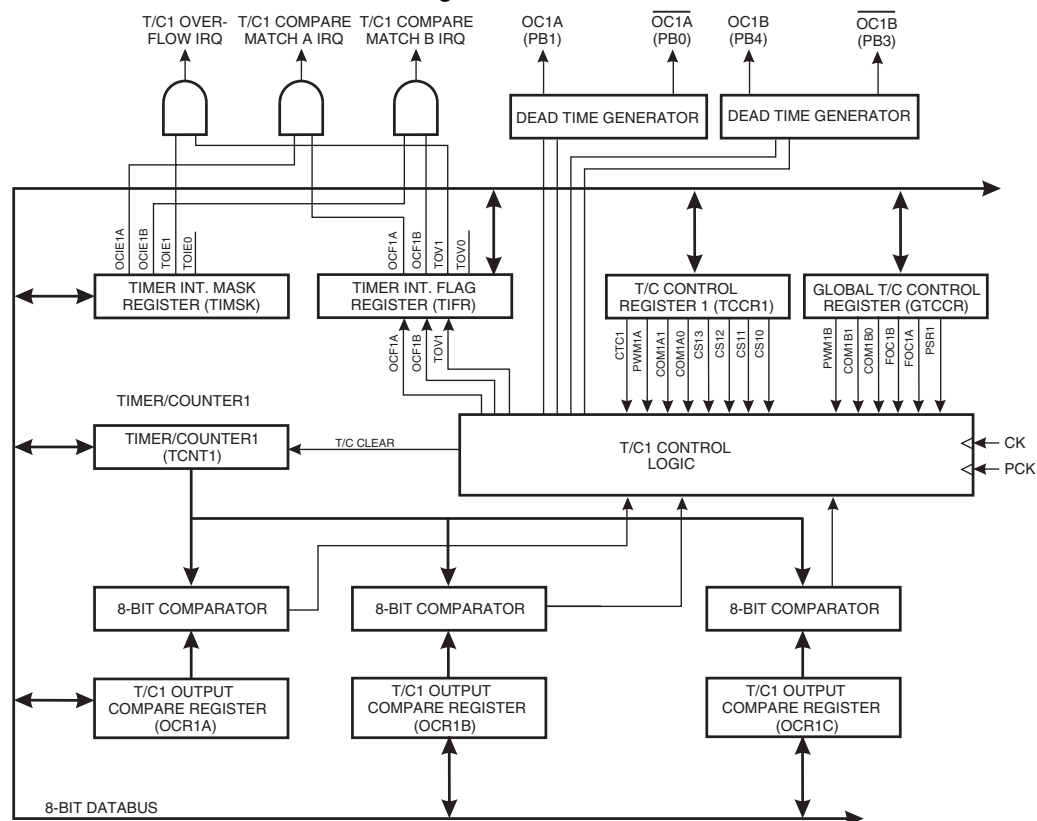 T/C1 OVER-
FLOW IRQ
T/C1 COMPARE
MATCH A IRQ
T/C1 COMPARE
MATCH B IRQ
OC1A
(PB1)
OC1A
(PB0)
OC1B
(PB4)
OC1B
(PB3)
DEAD TIME GENERATOR
DEAD TIME GENERATOR
OCIE1A
OCIE1B
TOIE1
TOIE0
OCF1A
OCF1B
TOV1
TOV0
TIMER INT. MASK
REGISTER (TIMSK)
TIMER INT. FLAG
REGISTER (TIFR)
T/C CONTROL
REGISTER 1 (TCCR1)
GLOBAL T/C CONTROL
REGISTER (GTCCR)
OCF1A
OCF1B
TOV1
CTC1
PWM1A
COM1A1
COM1A0
CS13
CS12
CS11
CS10
PWM1B
COM1B1
COM1B0
FOC1B
FOC1A
PSR1
TIMER/COUNTER1
TIMER/COUNTER1
(TCNT1)
T/C CLEAR
T/C1 CONTROL
LOGIC
CK
PCK
8-BIT COMPARATOR
8-BIT COMPARATOR
8-BIT COMPARATOR
T/C1 OUTPUT
COMPARE REGISTER
(OCR1A)
T/C1 OUTPUT
COMPARE REGISTER
(OCR1B)
T/C1 OUTPUT
COMPARE REGISTER
(OCR1C)
8-BIT DATABUS